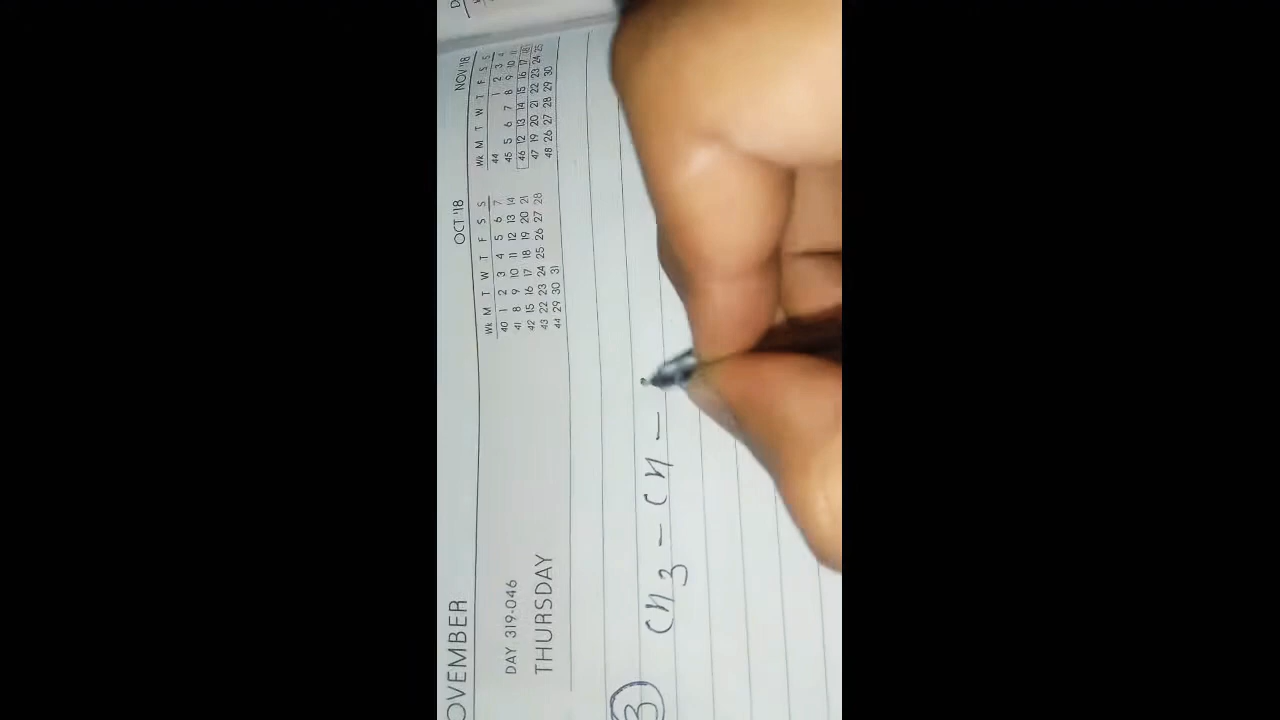 OVEMBER
DAY 319-046
THURSDAY
OCT '18
Wk M T W T F S S
40 1 2 3 4 5 6 7
41 8 9 10 11 12 13 14
42 15 16 17 18 19 20 21
43 22 23 24 25 26 27 28
44 29 30 31
NOV '18
Wk M T W T F S S
44 1 2 3 4
45 5 6 7 8 9 10 11
46 12 13 14 15 16 17 18
47 19 20 21 22 23 24 25
48 26 27 28 29 30
3 CH3 - CH -